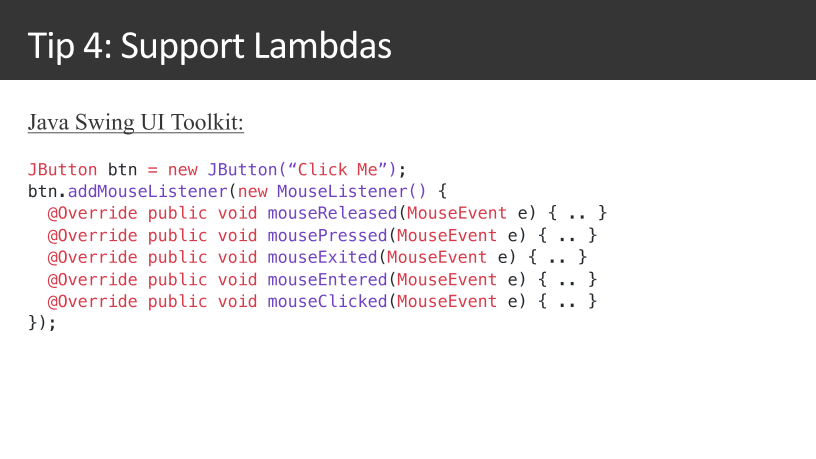 Tip 4: Support Lambdas
Java Swing UI Toolkit:
JButton btn = new JButton(“Click Me”);
btn.addMouseListener(new MouseListener() {
  @Override public void mouseReleased(MouseEvent e) { .. }
  @Override public void mousePressed(MouseEvent e) { .. }
  @Override public void mouseExited(MouseEvent e) { .. }
  @Override public void mouseEntered(MouseEvent e) { .. }
  @Override public void mouseClicked(MouseEvent e) { .. }
});